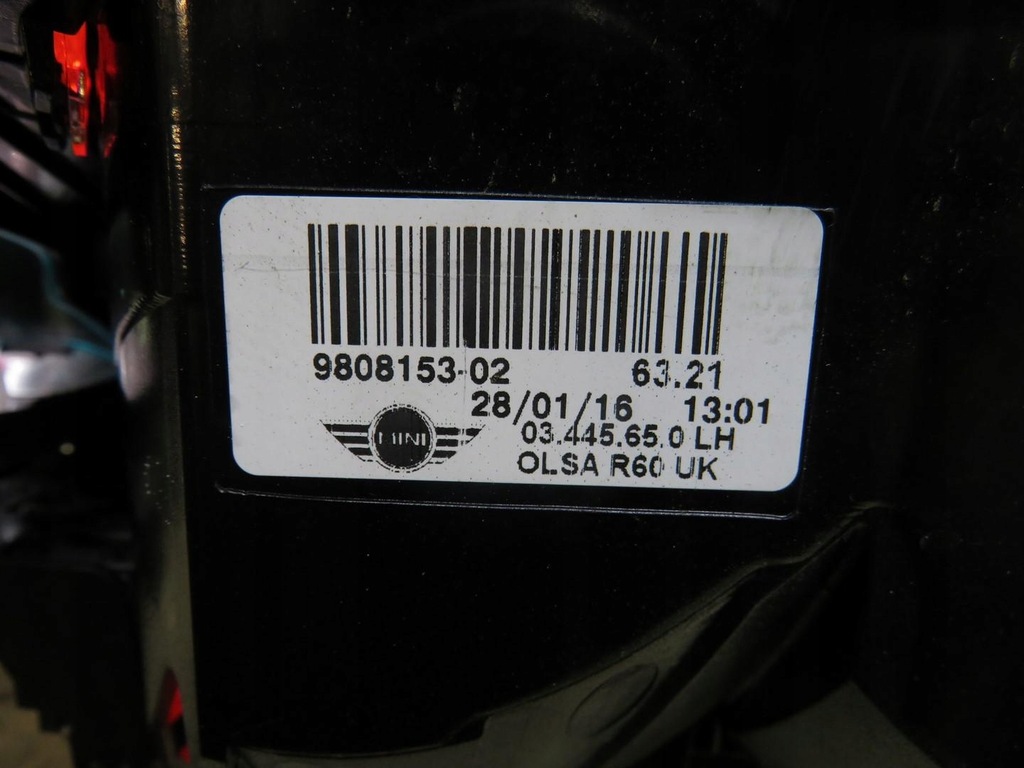 9808153-02 63.21
28/01/16 13:01
03.445.65.0 LH
MINI
OLSA R60 UK